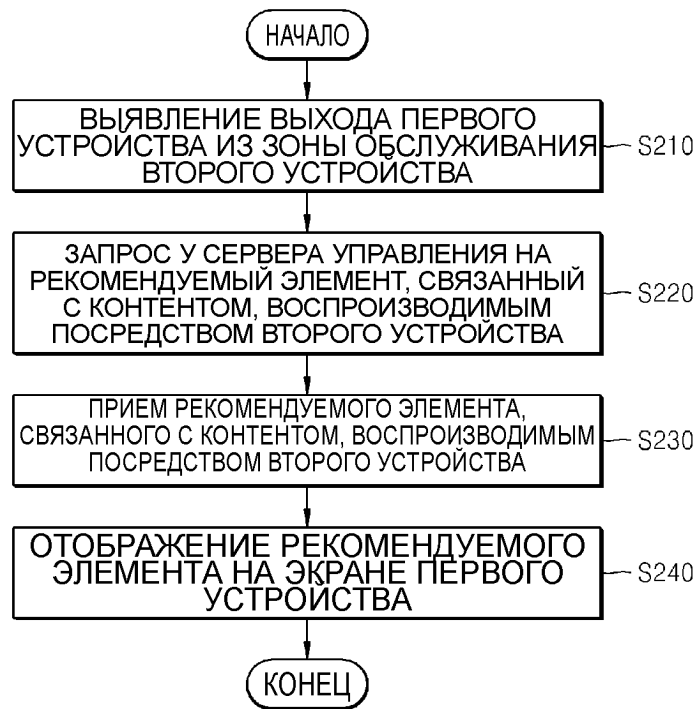 НАЧАЛО
ВЫЯВЛЕНИЕ ВЫХОДА ПЕРВОГО
УСТРОЙСТВА ИЗ ЗОНЫ ОБСЛУЖИВАНИЯ
ВТОРОГО УСТРОЙСТВА
S210
ЗАПРОС У СЕРВЕРА УПРАВЛЕНИЯ НА
РЕКОМЕНДУЕМЫЙ ЭЛЕМЕНТ, СВЯЗАННЫЙ
С КОНТЕНТОМ, ВОСПРОИЗВОДИМЫМ
ПОСРЕДСТВОМ ВТОРОГО УСТРОЙСТВА
S220
ПРИЕМ РЕКОМЕНДУЕМОГО ЭЛЕМЕНТА,
СВЯЗАННОГО С КОНТЕНТОМ, ВОСПРОИЗВОДИМЫМ
ПОСРЕДСТВОМ ВТОРОГО УСТРОЙСТВА
S230
ОТОБРАЖЕНИЕ РЕКОМЕНДУЕМОГО
ЭЛЕМЕНТА НА ЭКРАНЕ ПЕРВОГО
УСТРОЙСТВА
S240
КОНЕЦ